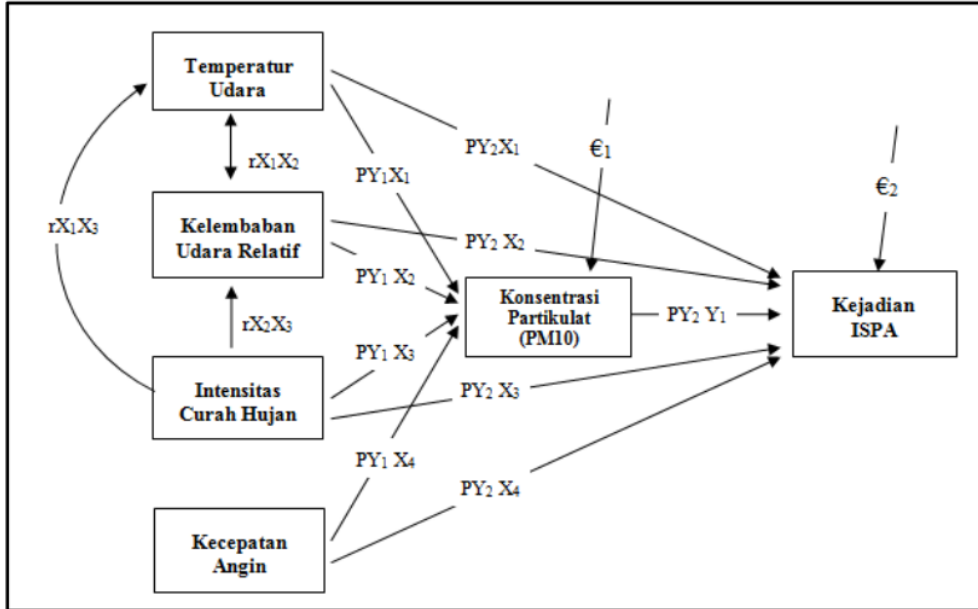 Temperatur
Udara
rX₁X₂
rX₁X₃
Kelembaban
Udara Relatif
rX₂X₃
Intensitas
Curah Hujan
Kecepatan
Angin
PY₁X₁
PY₂X₁
PY₂ X₂
PY₁ X₂
PY₁ X₃
PY₂ X₃
PY₁ X₄
PY₂ X₄
€₁
Konsentrasi
Partikulat
(PM10)
PY₂ Y₁
€₂
Kejadian
ISPA